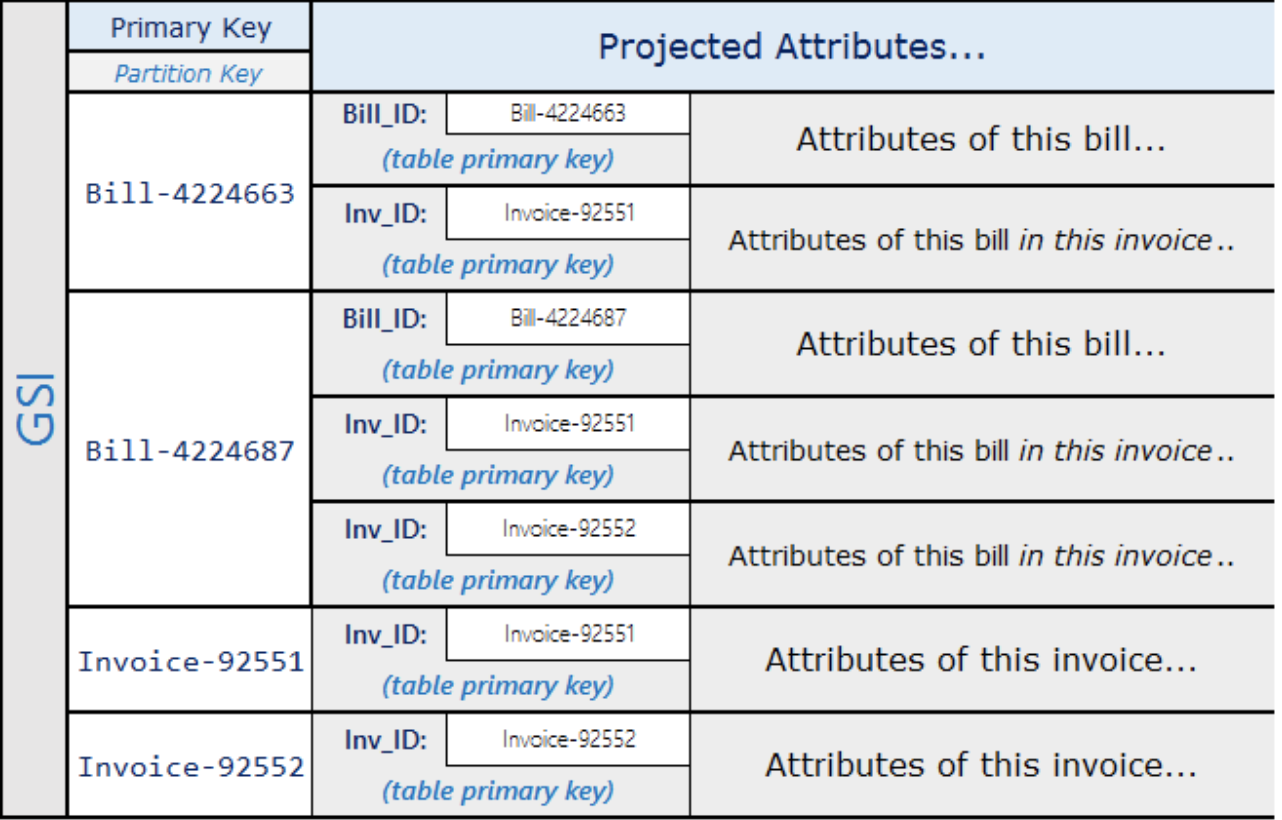 GSI
Primary Key
Partition Key
Projected Attributes...
Bill-4224663
Bill_ID: Bill-4224663
(table primary key)
Attributes of this bill...
Inv_ID: Invoice-92551
(table primary key)
Attributes of this bill in this invoice..
Bill-4224687
Bill_ID: Bill-4224687
(table primary key)
Attributes of this bill...
Inv_ID: Invoice-92551
(table primary key)
Attributes of this bill in this invoice..
Inv_ID: Invoice-92552
(table primary key)
Attributes of this bill in this invoice..
Invoice-92551
Inv_ID: Invoice-92551
(table primary key)
Attributes of this invoice...
Invoice-92552
Inv_ID: Invoice-92552
(table primary key)
Attributes of this invoice...